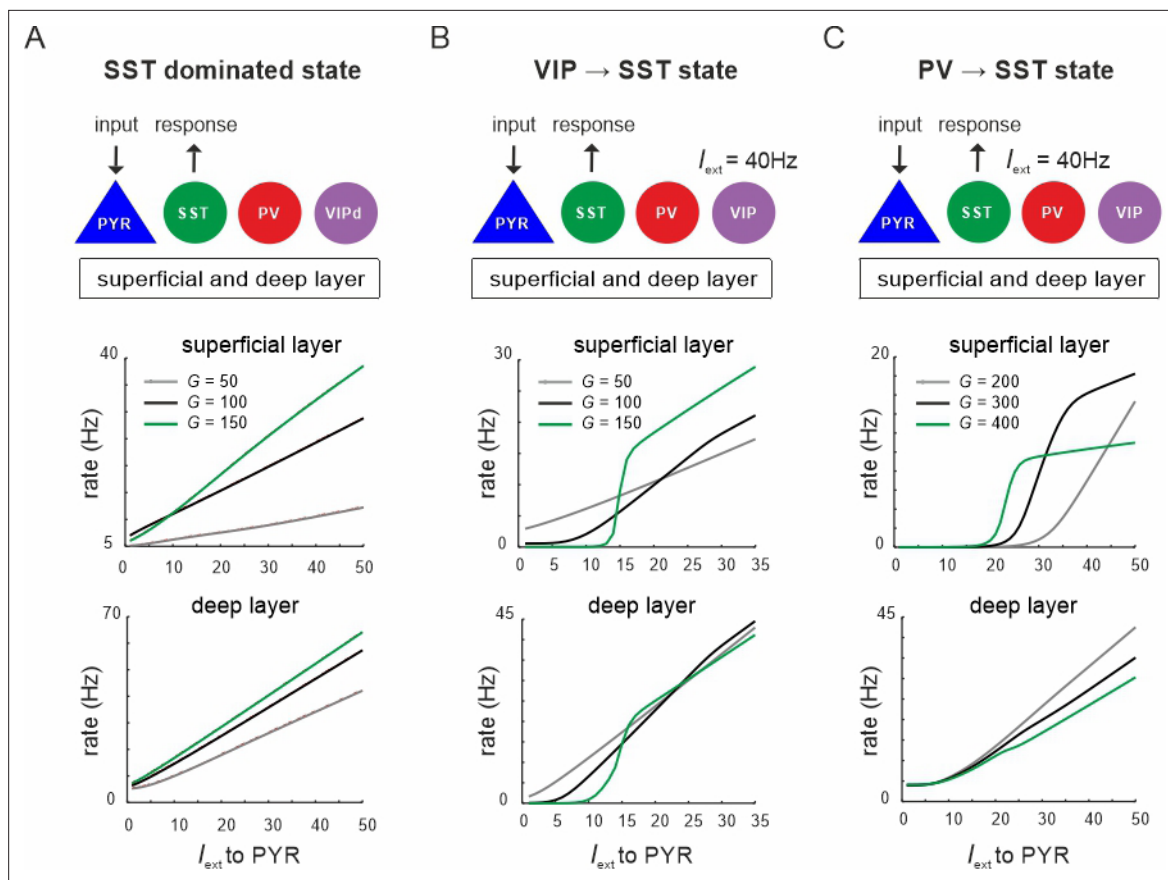 A
SST dominated state
input response
PYR SST PV VIPd
superficial and deep layer
superficial layer
40
G = 50
G = 100
G = 150
rate (Hz)
5
0 10 20 30 40 50
deep layer
70
rate (Hz)
0
0 10 20 30 40 50
Iext to PYR
B
VIP → SST state
input response
Iext = 40Hz
PYR SST PV VIP
superficial and deep layer
superficial layer
30
G = 50
G = 100
G = 150
rate (Hz)
0
0 5 10 15 20 25 30 35
deep layer
45
rate (Hz)
0
0 5 10 15 20 25 30 35
Iext to PYR
C
PV → SST state
input response
Iext = 40Hz
PYR SST PV VIP
superficial and deep layer
superficial layer
20
G = 200
G = 300
G = 400
rate (Hz)
0
0 10 20 30 40 50
deep layer
45
rate (Hz)
0
0 10 20 30 40 50
Iext to PYR